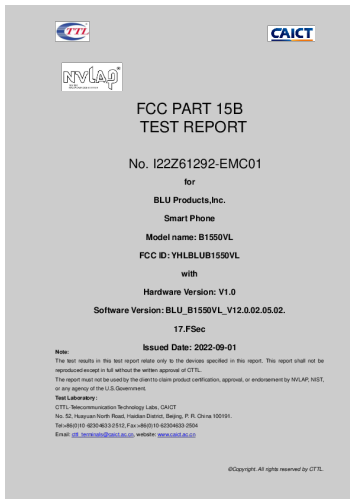 CTTL
CAICT
NVLAP®
FCC PART 15B
TEST REPORT
No. I22Z61292-EMC01
for
BLU Products,Inc.
Smart Phone
Model name: B1550VL
FCC ID: YHLBLUB1550VL
with
Hardware Version: V1.0
Software Version: BLU_B1550VL_V12.0.02.05.02.
17.FSec
Issued Date: 2022-09-01
Note:
The test results in this test report relate only to the devices specified in this report. This report shall not be
reproduced except in full without the written approval of CTTL.
The report must not be used by the client to claim product certification, approval, or endorsement by NVLAP, NIST,
or any agency of the U.S.Government.
Test Laboratory:
CTTL-Telecommunication Technology Labs, CAICT
No. 52, Huayuan North Road, Haidian District, Beijing, P. R. China 100191.
Tel:+86(0)10-62304633-2512, Fax:+86(0)10-62304633-2504
Email: cttl_terminals@caict.ac.cn, website: www.caict.ac.cn
©Copyright. All rights reserved by CTTL.